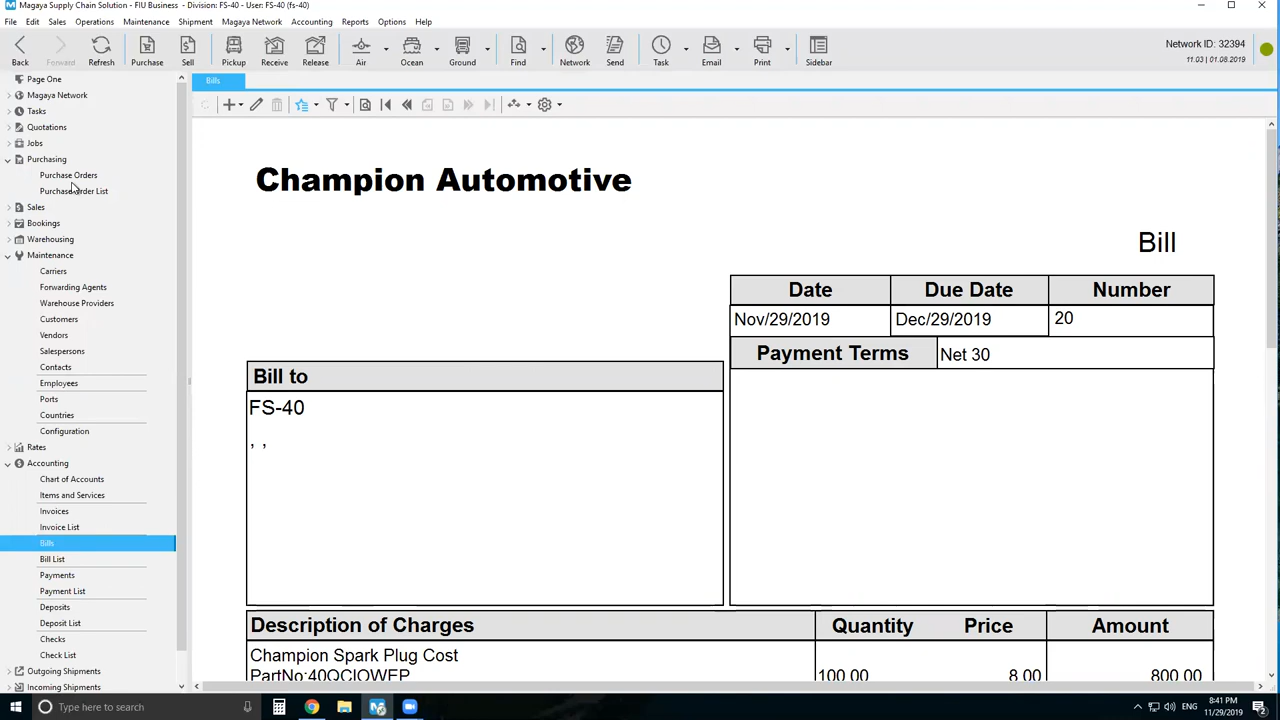 Magaya Supply Chain Solution - FIU Business - Division: FS-40 - User: FS-40 (fs-40)
File Edit Sales Operations Maintenance Shipment Magaya Network Accounting Reports Options Help
Back Forward Refresh Purchase Sell Pickup Receive Release Air Ocean Ground Find Network Send Task Email Print Sidebar
Network ID: 32394
11.03 | 01.08.2019
Page One
Magaya Network
Tasks
Quotations
Jobs
Purchasing
Purchase Orders
Purchase Order List
Sales
Bookings
Warehousing
Maintenance
Carriers
Forwarding Agents
Warehouse Providers
Customers
Vendors
Salespersons
Contacts
Employees
Ports
Countries
Configuration
Rates
Accounting
Chart of Accounts
Items and Services
Invoices
Invoice List
Bills
Bill List
Payments
Payment List
Deposits
Deposit List
Checks
Check List
Outgoing Shipments
Incoming Shipments
Bills
Champion Automotive
Bill
Date Due Date Number
Nov/29/2019 Dec/29/2019 20
Payment Terms Net 30
Bill to
FS-40
, ,
Description of Charges Quantity Price Amount
Champion Spark Plug Cost
PartNo:40QCIOWEP 100.00 8.00 800.00
Type here to search
ENG
8:41 PM
11/29/2019
2